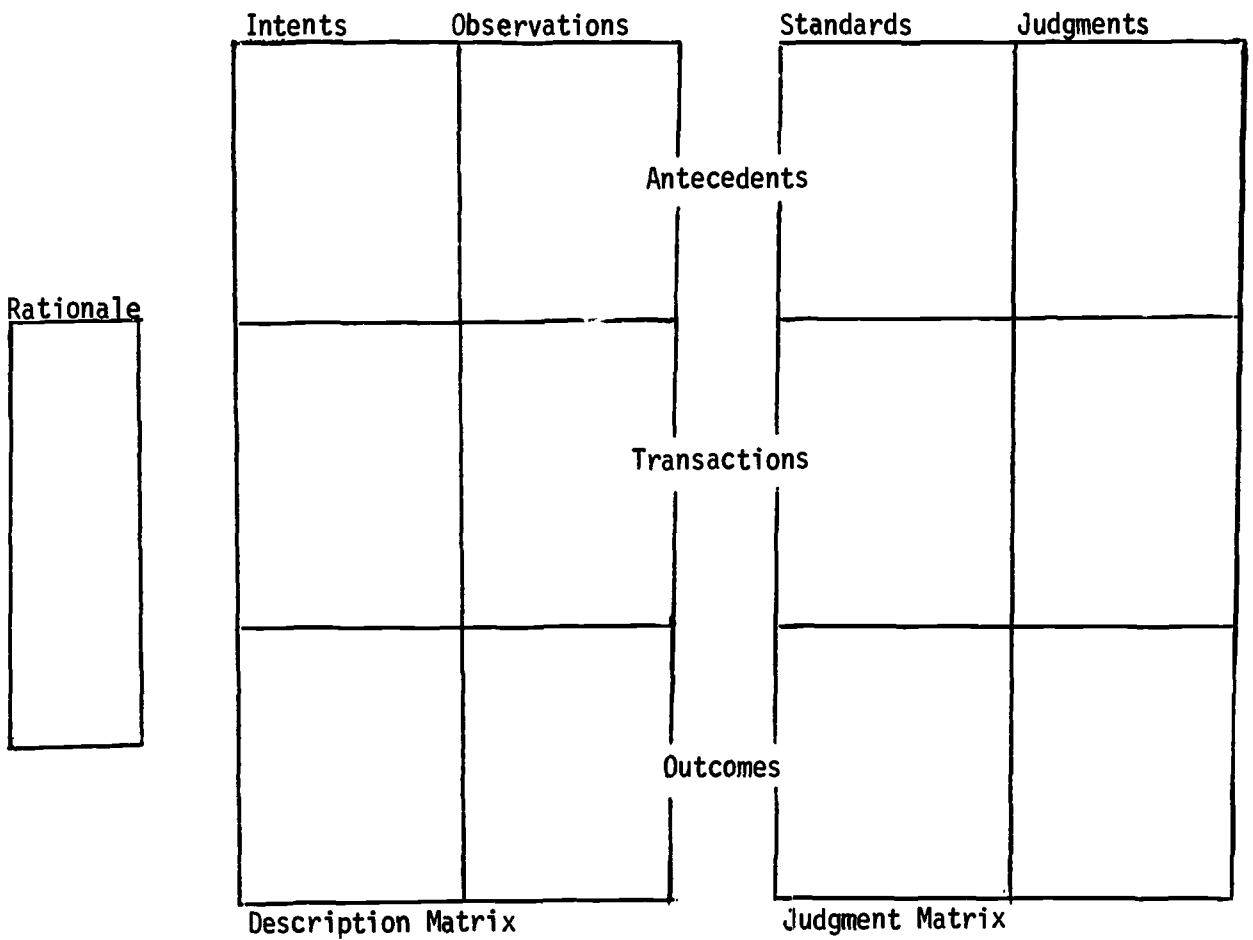 Intents Observations Standards Judgments
Antecedents
Rationale
Transactions
Outcomes
Description Matrix Judgment Matrix